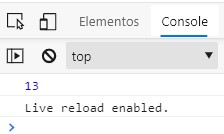 Elementos
Console
top
13
Live reload enabled.